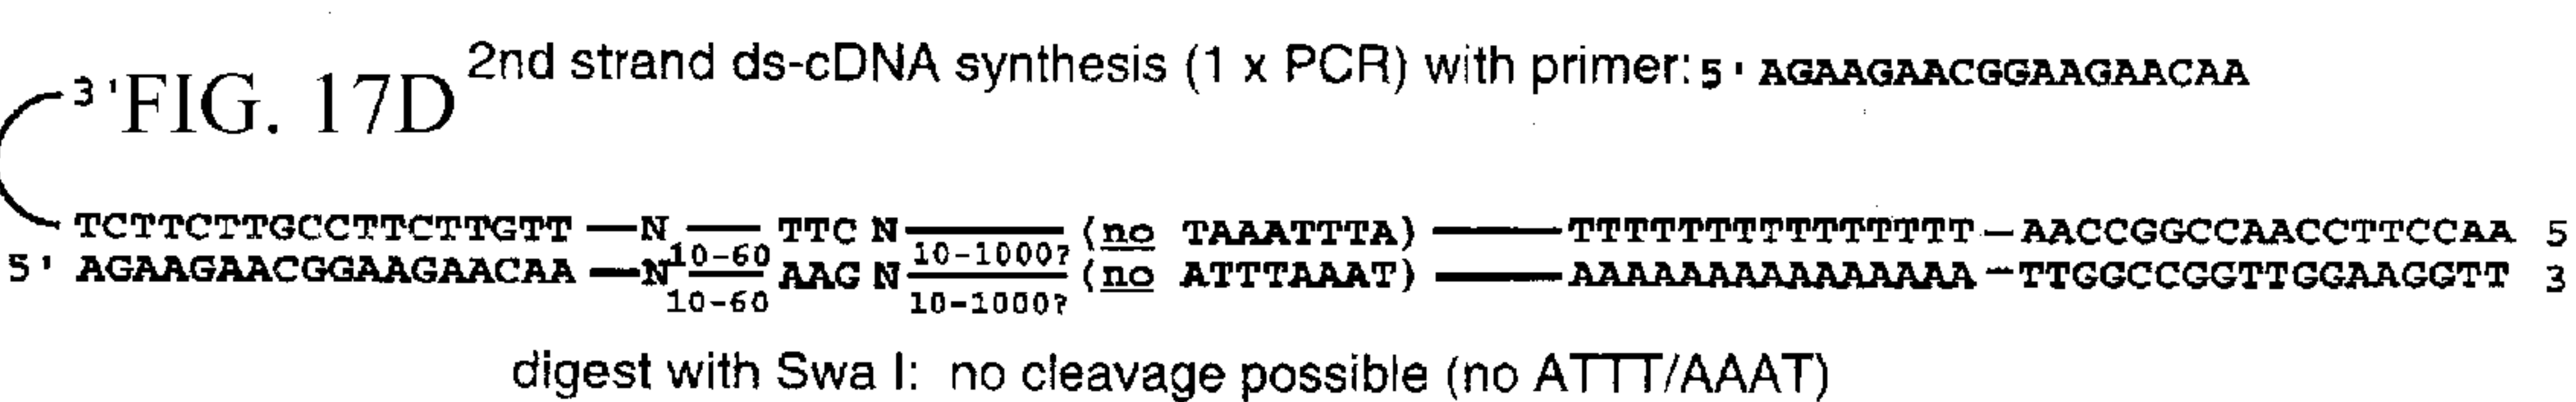 2nd strand ds-cDNA synthesis (1 x PCR) with primer: 5' AGAAGAACGGAAGAACAA
3' FIG. 17D
TCTTCTTGCCTTCTTGTT —N —— TTC N —— (no TAAATTTA) —— TTTTTTTTTTTTTTTT — AACCGGCCAACCTTCCAA 5
10-60 10-1000?
5' AGAAGAACGGAAGAACAA —N —— AAG N —— (no ATTTAAAT) —— AAAAAAAAAAAAAAAA — TTGGCCGGTTGGAAGGTT 3
10-60 10-1000?
digest with Swa I: no cleavage possible (no ATTT/AAAT)